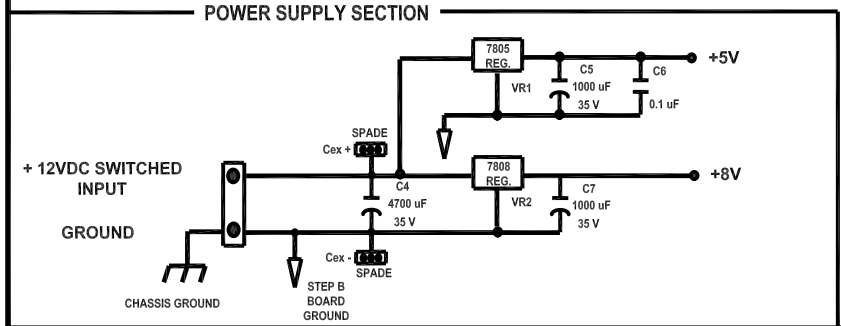 POWER SUPPLY SECTION
7805
REG.
VR1
C5
1000 uF
35 V
C6
0.1 uF
+5V
SPADE
Cex +
+ 12VDC SWITCHED
INPUT
C4
4700 uF
35 V
7808
REG.
VR2
C7
1000 uF
35 V
+8V
GROUND
Cex -
SPADE
CHASSIS GROUND
STEP B
BOARD
GROUND